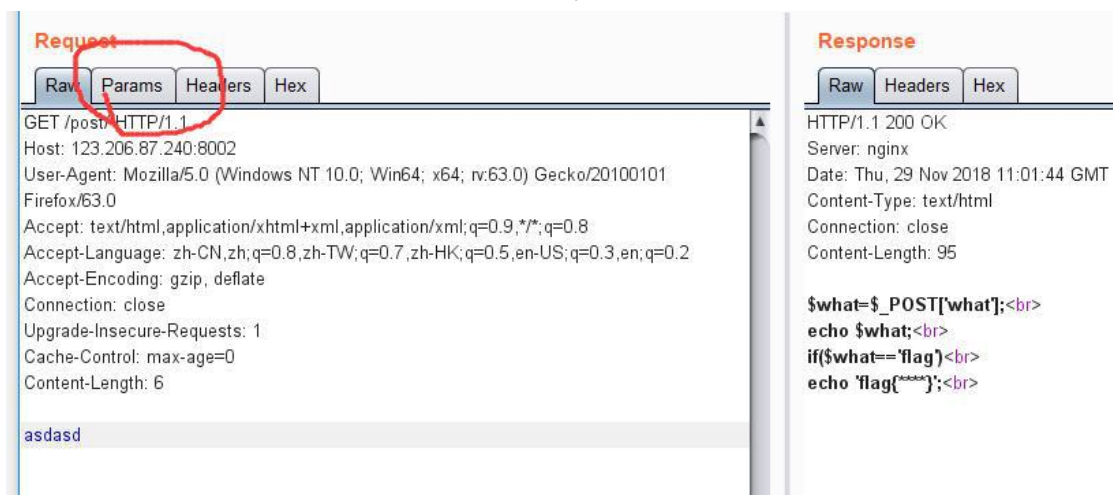 Request
Raw Params Headers Hex
GET /post/ HTTP/1.1
Host: 123.206.87.240:8002
User-Agent: Mozilla/5.0 (Windows NT 10.0; Win64; x64; rv:63.0) Gecko/20100101
Firefox/63.0
Accept: text/html,application/xhtml+xml,application/xml;q=0.9,*/*;q=0.8
Accept-Language: zh-CN,zh;q=0.8,zh-TW;q=0.7,zh-HK;q=0.5,en-US;q=0.3,en;q=0.2
Accept-Encoding: gzip, deflate
Connection: close
Upgrade-Insecure-Requests: 1
Cache-Control: max-age=0
Content-Length: 6
asdasd
Response
Raw Headers Hex
HTTP/1.1 200 OK
Server: nginx
Date: Thu, 29 Nov 2018 11:01:44 GMT
Content-Type: text/html
Connection: close
Content-Length: 95
$what=$_POST['what'];<br>
echo $what;<br>
if($what=='flag')<br>
echo 'flag{****}';<br>